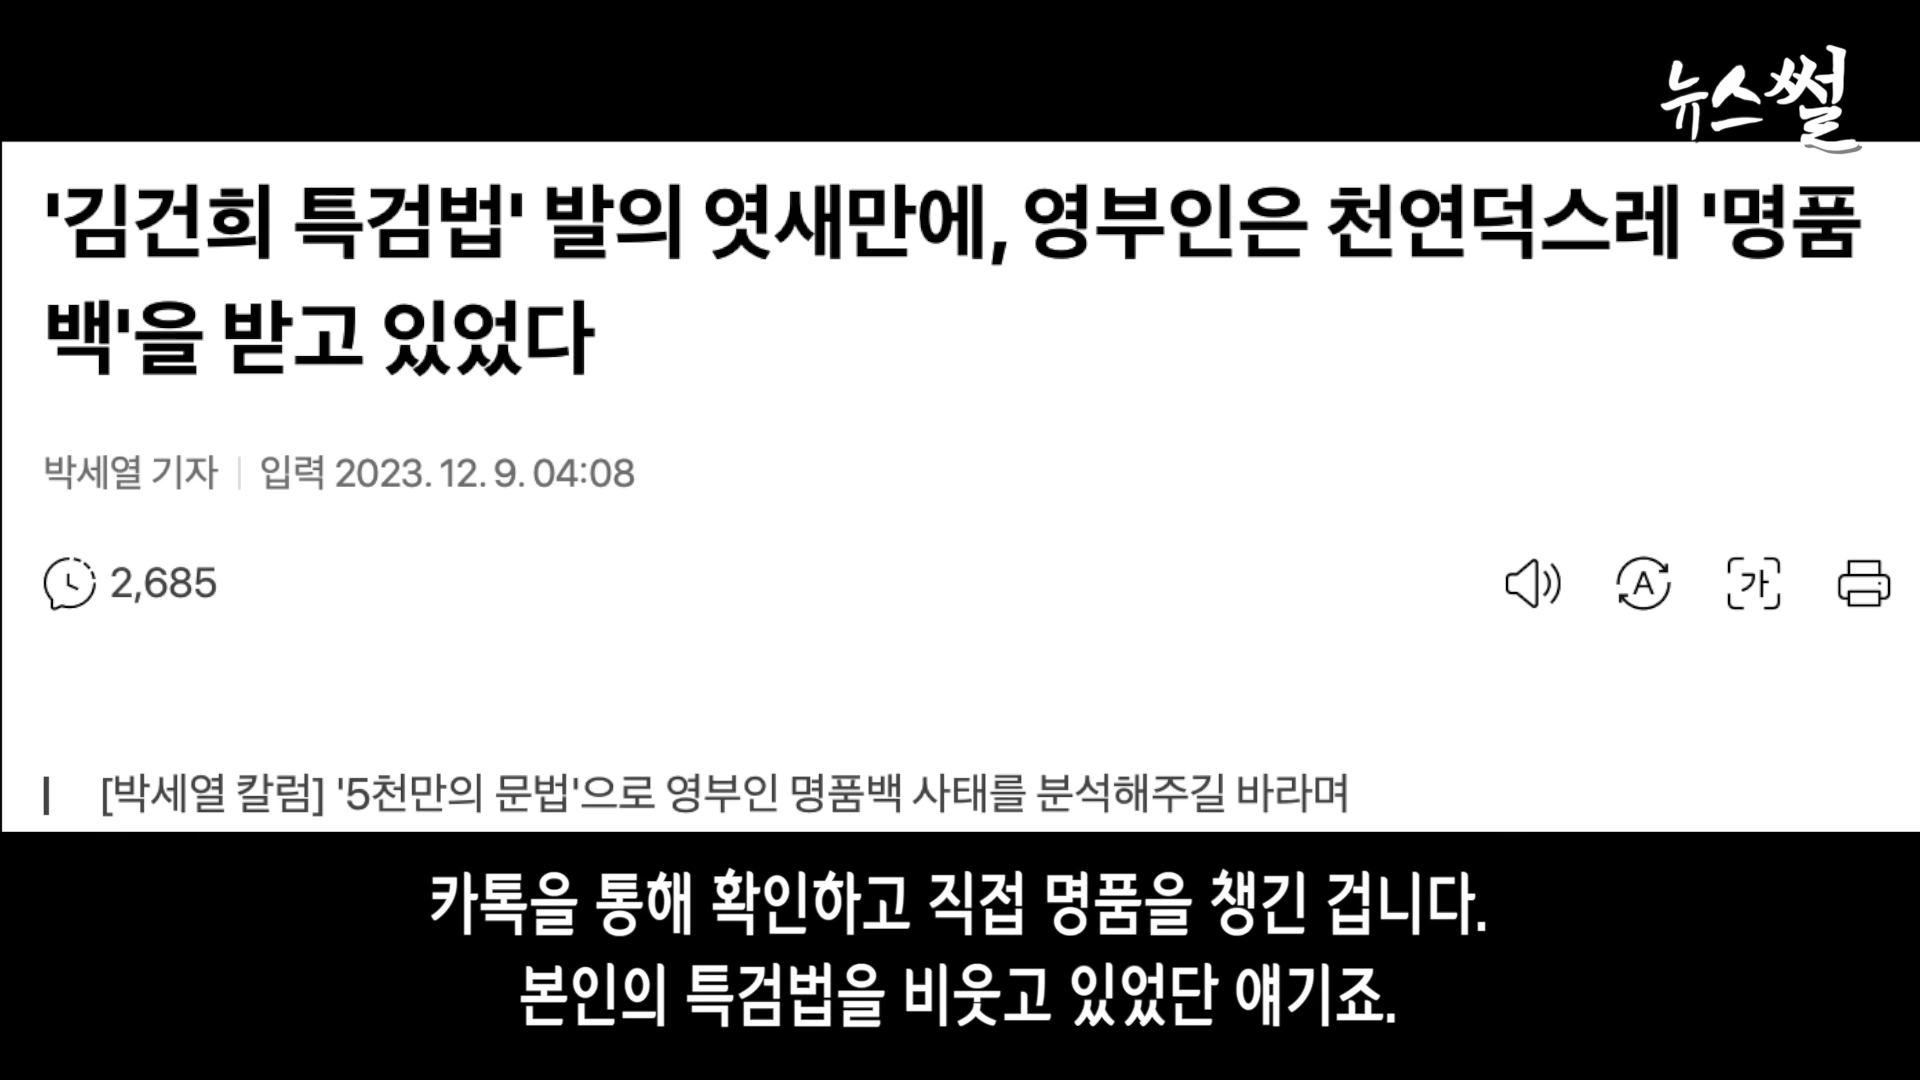 뉴스썰
'김건희 특검법' 발의 엿새만에, 영부인은 천연덕스레 '명품
백'을 받고 있었다
박세열 기자 | 입력 2023. 12. 9. 04:08
2,685
A
가
[박세열 칼럼] '5천만의 문법'으로 영부인 명품백 사태를 분석해주길 바라며
카톡을 통해 확인하고 직접 명품을 챙긴 겁니다.
본인의 특검법을 비웃고 있었단 얘기죠.